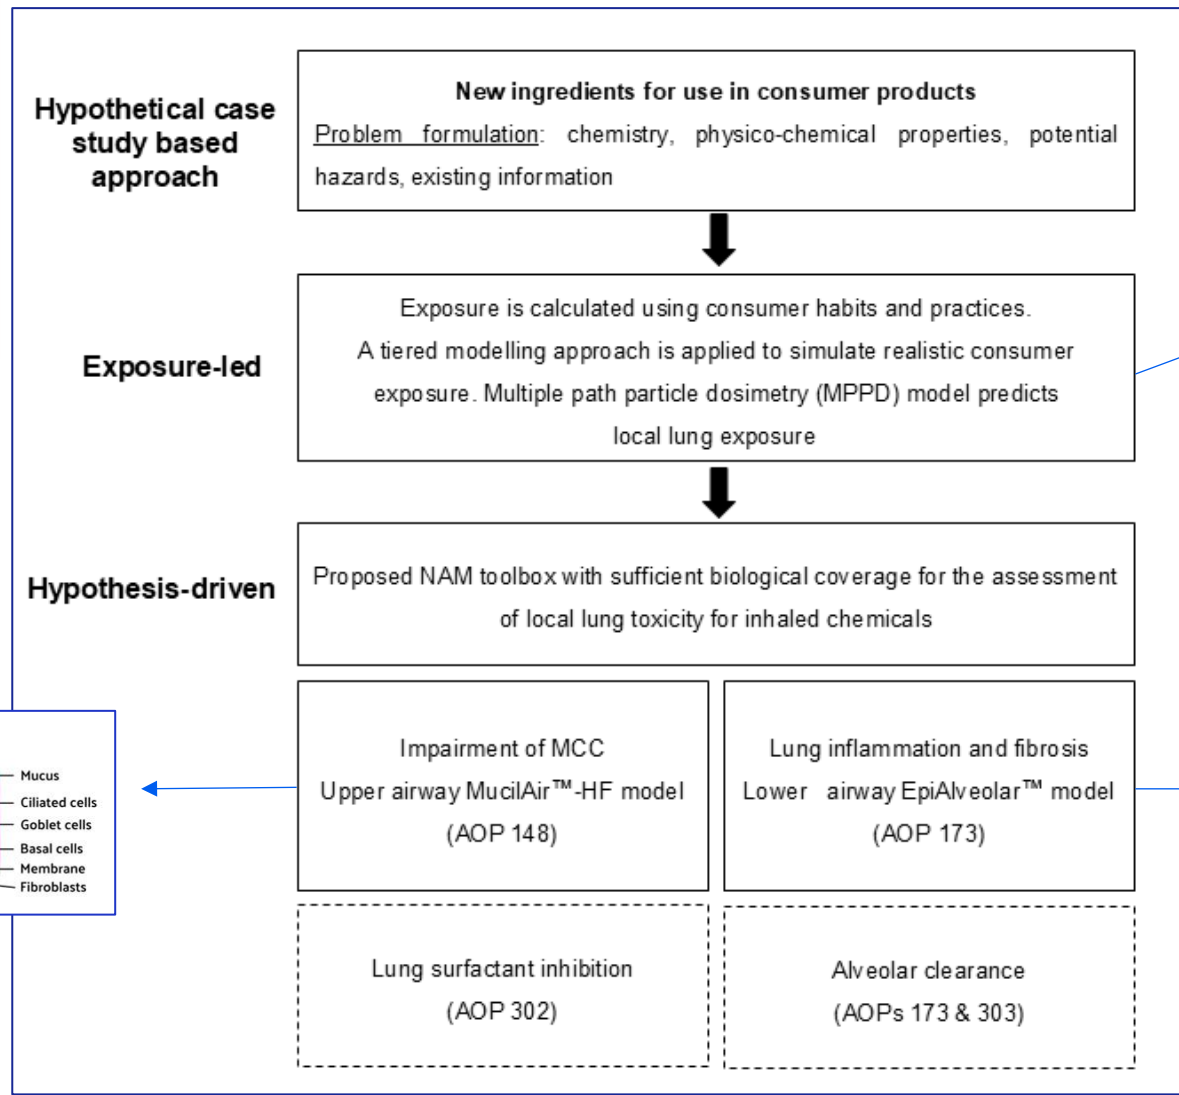 Hypothetical case
study based
approach
New ingredients for use in consumer products
Problem formulation: chemistry, physico-chemical properties, potential
hazards, existing information
Exposure-led
Exposure is calculated using consumer habits and practices.
A tiered modelling approach is applied to simulate realistic consumer
exposure. Multiple path particle dosimetry (MPPD) model predicts
local lung exposure
Hypothesis-driven
Proposed NAM toolbox with sufficient biological coverage for the assessment
of local lung toxicity for inhaled chemicals
Mucus
Ciliated cells
Goblet cells
Basal cells
Membrane
Fibroblasts
Impairment of MCC
Upper airway MucilAir™-HF model
(AOP 148)
Lung inflammation and fibrosis
Lower airway EpiAlveolar™ model
(AOP 173)
Lung surfactant inhibition
(AOP 302)
Alveolar clearance
(AOPs 173 & 303)